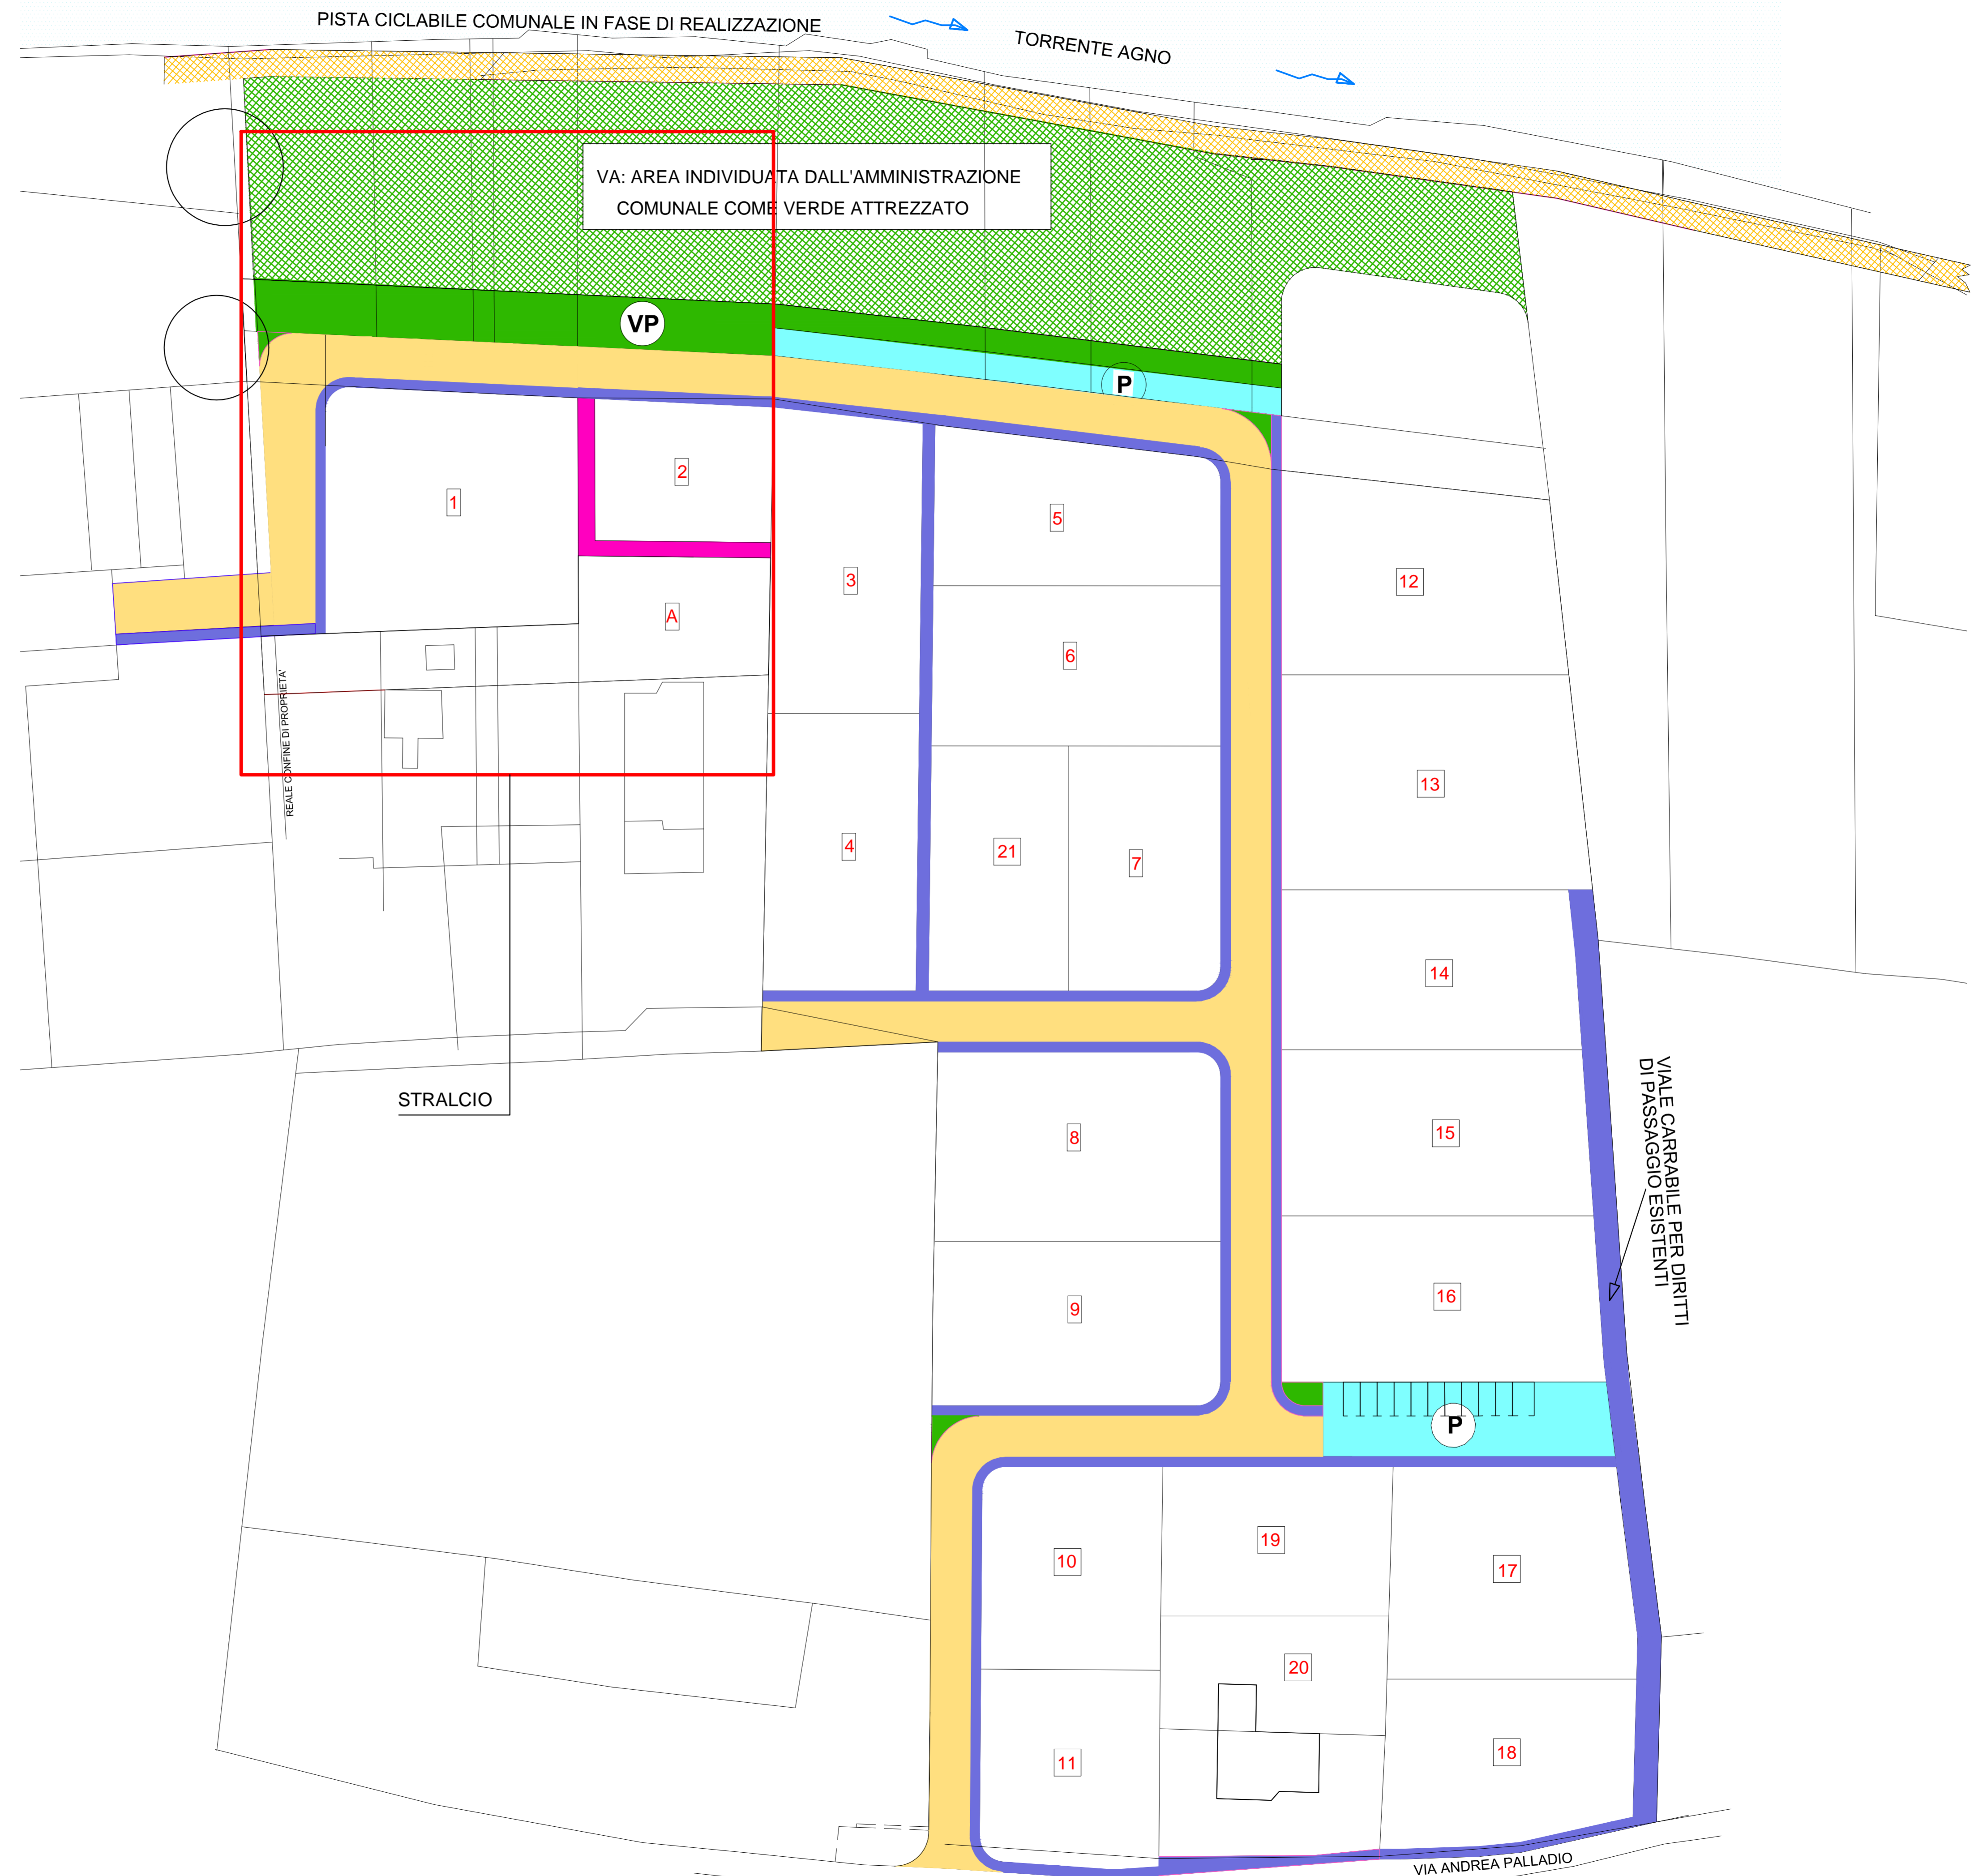 PISTA CICLABILE COMUNALE IN FASE DI REALIZZAZIONE
TORRENTE AGNO
VA: AREA INDIVIDUATA DALL'AMMINISTRAZIONE
COMUNALE COME VERDE ATTREZZATO
VP
P
2
1
5
3
12
A
6
13
4
21
7
REALE CONFINE DI PROPRIETA'
14
STRALCIO
8
15
VIALE CARRABILE PER DIRITTI
DI PASSAGGIO ESISTENTI
9
16
P
10
19
17
20
11
18
VIA ANDREA PALLADIO